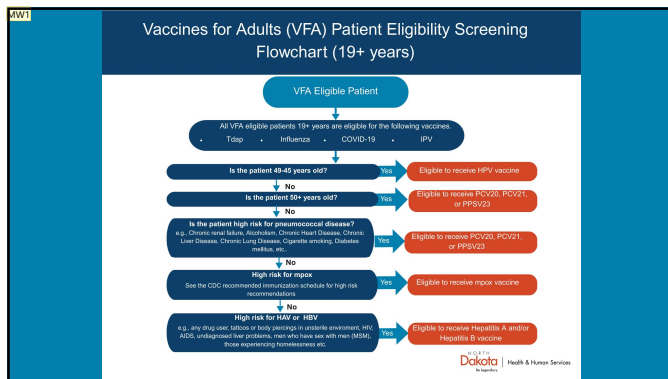 MW1
Vaccines for Adults (VFA) Patient Eligibility Screening
Flowchart (19+ years)
VFA Eligible Patient
All VFA eligible patients 19+ years are eligible for the following vaccines.
• Tdap • Influenza • COVID-19 • IPV
Is the patient 49-45 years old?
Yes
Eligible to receive HPV vaccine
No
Is the patient 50+ years old?
Yes
Eligible to receive PCV20, PCV21,
or PPSV23
No
Is the patient high risk for pneumococcal disease?
e.g., Chronic renal failure, Alcoholism, Chronic Heart Disease, Chronic
Liver Disease, Chronic Lung Disease, Cigarette smoking, Diabetes
mellitus, etc..
Yes
Eligible to receive PCV20, PCV21,
or PPSV23
No
High risk for mpox
See the CDC recommended immunization schedule for high risk
recommendations
Yes
Eligible to receive mpox vaccine
No
High risk for HAV or HBV
e.g., any drug user, tattoos or body piercings in unsterile enviroment, HIV,
AIDS, undiagnosed liver problems, men who have sex with men (MSM),
those experiencing homelessness etc.
Yes
Eligible to receive Hepatitis A and/or
Hepatitis B vaccine
NORTH
Dakota | Health & Human Services
Be Legendary.